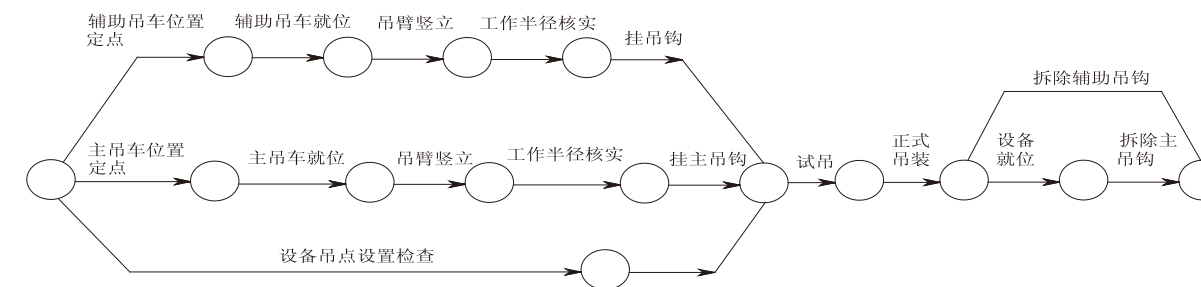 辅助吊车位置
定点
辅助吊车就位
吊臂竖立
工作半径核实
挂吊钩
拆除辅助吊钩
主吊车位置
定点
主吊车就位
吊臂竖立
工作半径核实
挂主吊钩
试吊
正式
吊装
设备
就位
拆除主
吊钩
设备吊点设置检查